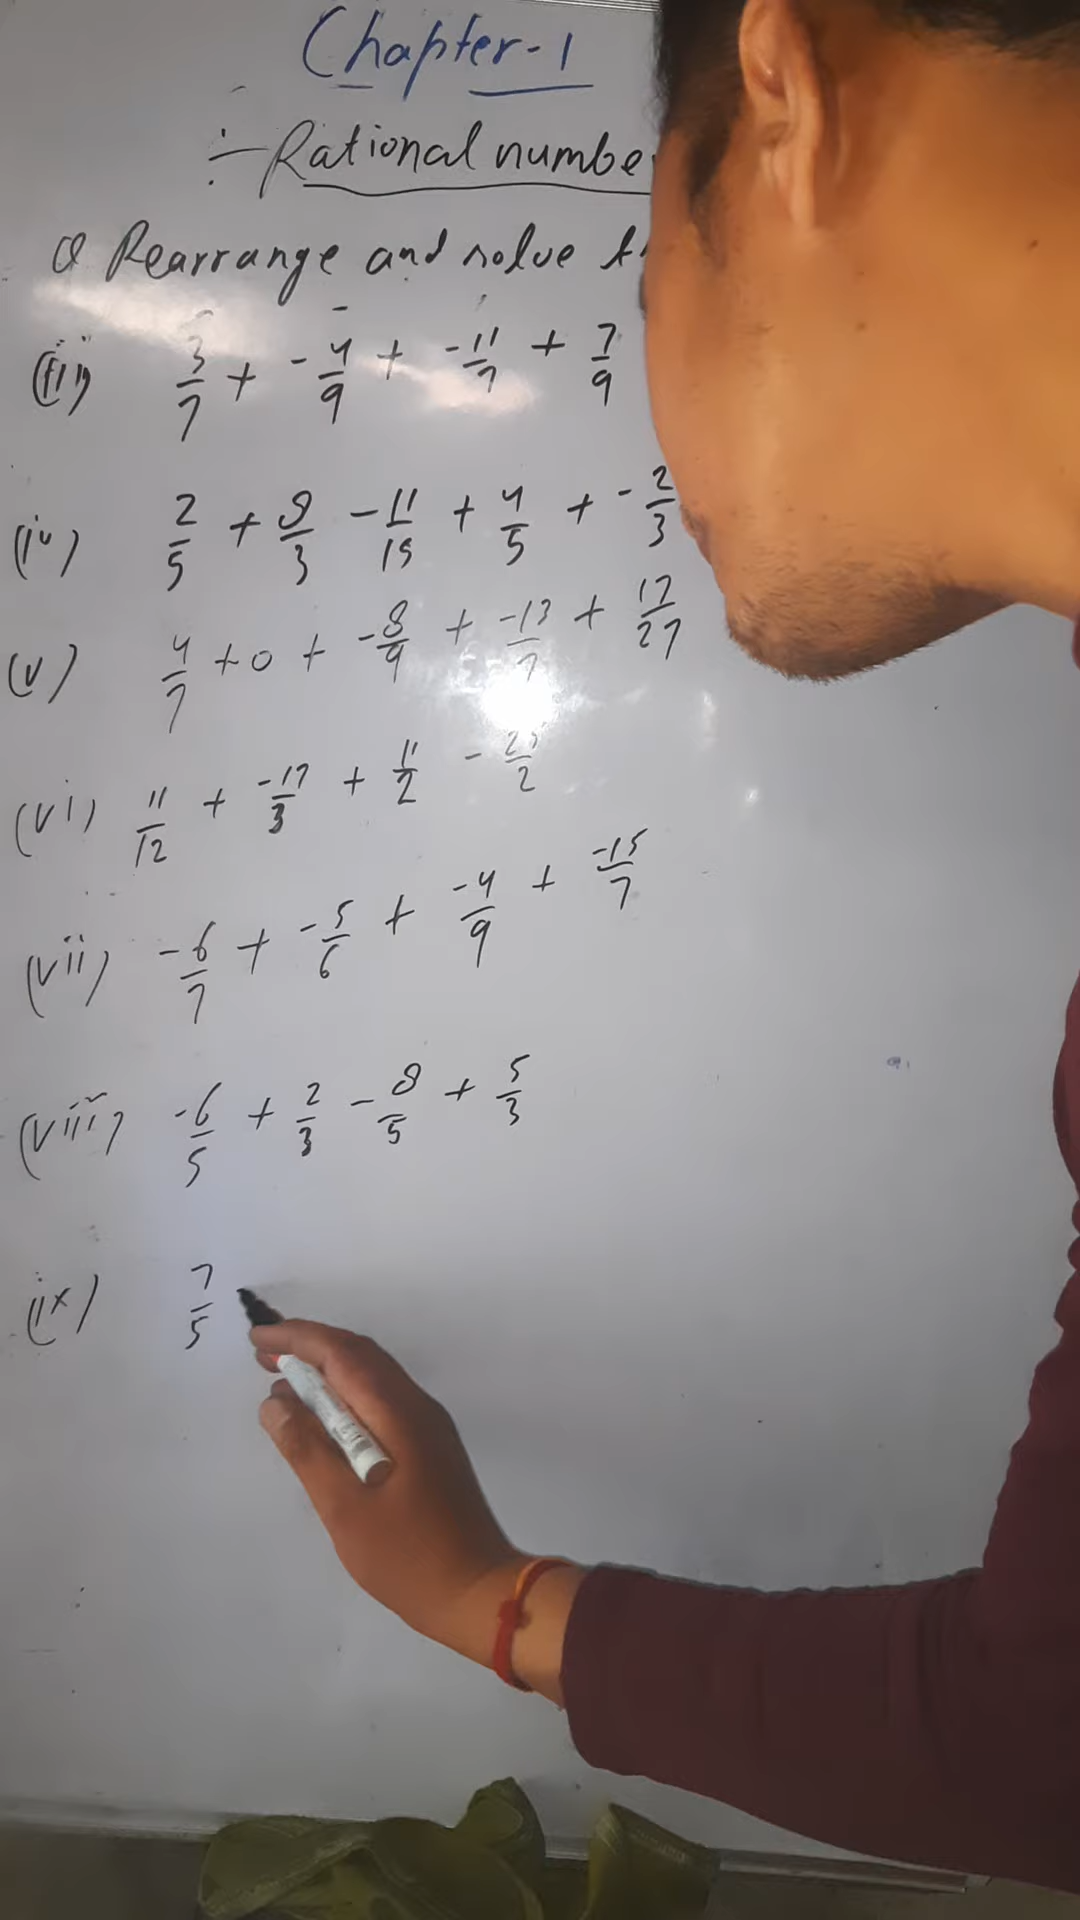 Chapter-1
:- Rational numbe
Q Rearrange and solve
(iii) 3/7 + -4/9 + -11/7 + 7/9
(iv) 2/5 + 8/3 - 11/15 + 4/5 + -2/3
(v) 4/7 + 0 + -8/9 + -13/7 + 17/27
(vi) 11/12 + -17/3 + 11/2 -
(vii) -6/7 + -5/6 + -4/9 + -15/7
(viii) -6/5 + 2/3 - 8/5 + 5/3
(ix) 7/5